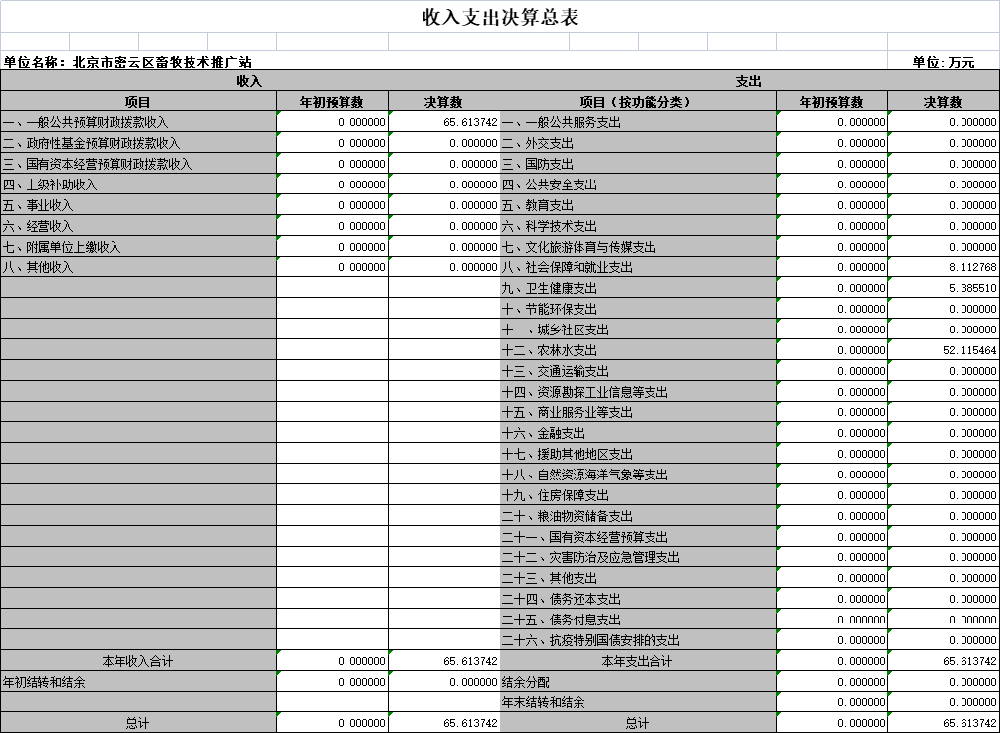 收入支出决算总表
单位名称：北京市密云区畜牧技术推广站 单位：万元
收入 支出
项目 年初预算数 决算数 项目（按功能分类） 年初预算数 决算数
一、一般公共预算财政拨款收入 0.000000 65.613742 一、一般公共服务支出 0.000000 0.000000
二、政府性基金预算财政拨款收入 0.000000 0.000000 二、外交支出 0.000000 0.000000
三、国有资本经营预算财政拨款收入 0.000000 0.000000 三、国防支出 0.000000 0.000000
四、上级补助收入 0.000000 0.000000 四、公共安全支出 0.000000 0.000000
五、事业收入 0.000000 0.000000 五、教育支出 0.000000 0.000000
六、经营收入 0.000000 0.000000 六、科学技术支出 0.000000 0.000000
七、附属单位上缴收入 0.000000 0.000000 七、文化旅游体育与传媒支出 0.000000 0.000000
八、其他收入 0.000000 0.000000 八、社会保障和就业支出 0.000000 8.112768
九、卫生健康支出 0.000000 5.385510
十、节能环保支出 0.000000 0.000000
十一、城乡社区支出 0.000000 0.000000
十二、农林水支出 0.000000 52.115464
十三、交通运输支出 0.000000 0.000000
十四、资源勘探工业信息等支出 0.000000 0.000000
十五、商业服务业等支出 0.000000 0.000000
十六、金融支出 0.000000 0.000000
十七、援助其他地区支出 0.000000 0.000000
十八、自然资源海洋气象等支出 0.000000 0.000000
十九、住房保障支出 0.000000 0.000000
二十、粮油物资储备支出 0.000000 0.000000
二十一、国有资本经营预算支出 0.000000 0.000000
二十二、灾害防治及应急管理支出 0.000000 0.000000
二十三、其他支出 0.000000 0.000000
二十四、债务还本支出 0.000000 0.000000
二十五、债务付息支出 0.000000 0.000000
二十六、抗疫特别国债安排的支出 0.000000 0.000000
本年收入合计 0.000000 65.613742 本年支出合计 0.000000 65.613742
年初结转和结余 0.000000 0.000000 结余分配 0.000000 0.000000
年末结转和结余 0.000000 0.000000
总计 0.000000 65.613742 总计 0.000000 65.613742